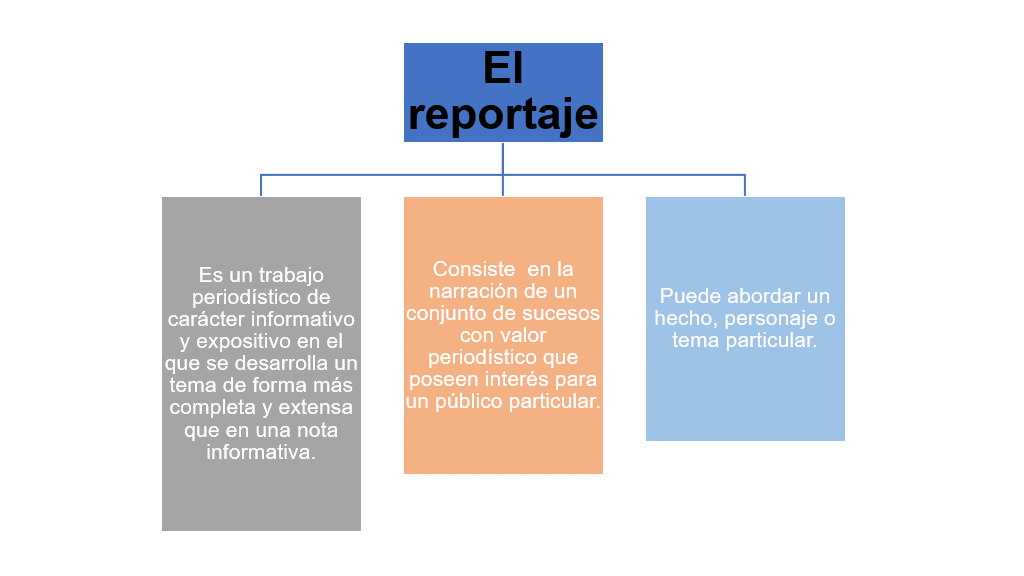 El
reportaje
Es un trabajo
periodístico de
carácter informativo
y expositivo en el
que se desarrolla un
tema de forma más
completa y extensa
que en una nota
informativa.
Consiste  en la
narración de un
conjunto de sucesos
con valor
periodístico que
poseen interés para
un público particular.
Puede abordar un
hecho, personaje o
tema particular.